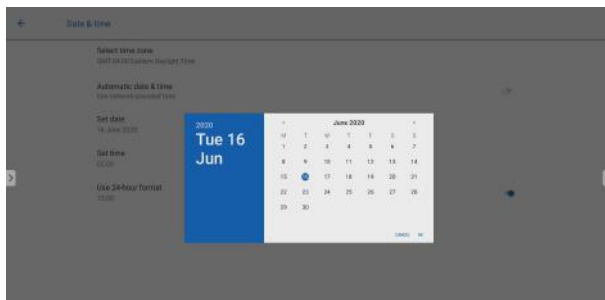 Date & time
Select time zone
GMT-04:00 Eastern Daylight Time
Automatic date & time
Use network-provided time
Set date
16 June 2020
Set time
Use 24-hour format
13:00
2020
Tue 16
Jun
June 2020
M T W T F S S
1 2 3 4 5 6 7
8 9 10 11 12 13 14
15 16 17 18 19 20 21
22 23 24 25 26 27 28
29 30
CANCEL OK